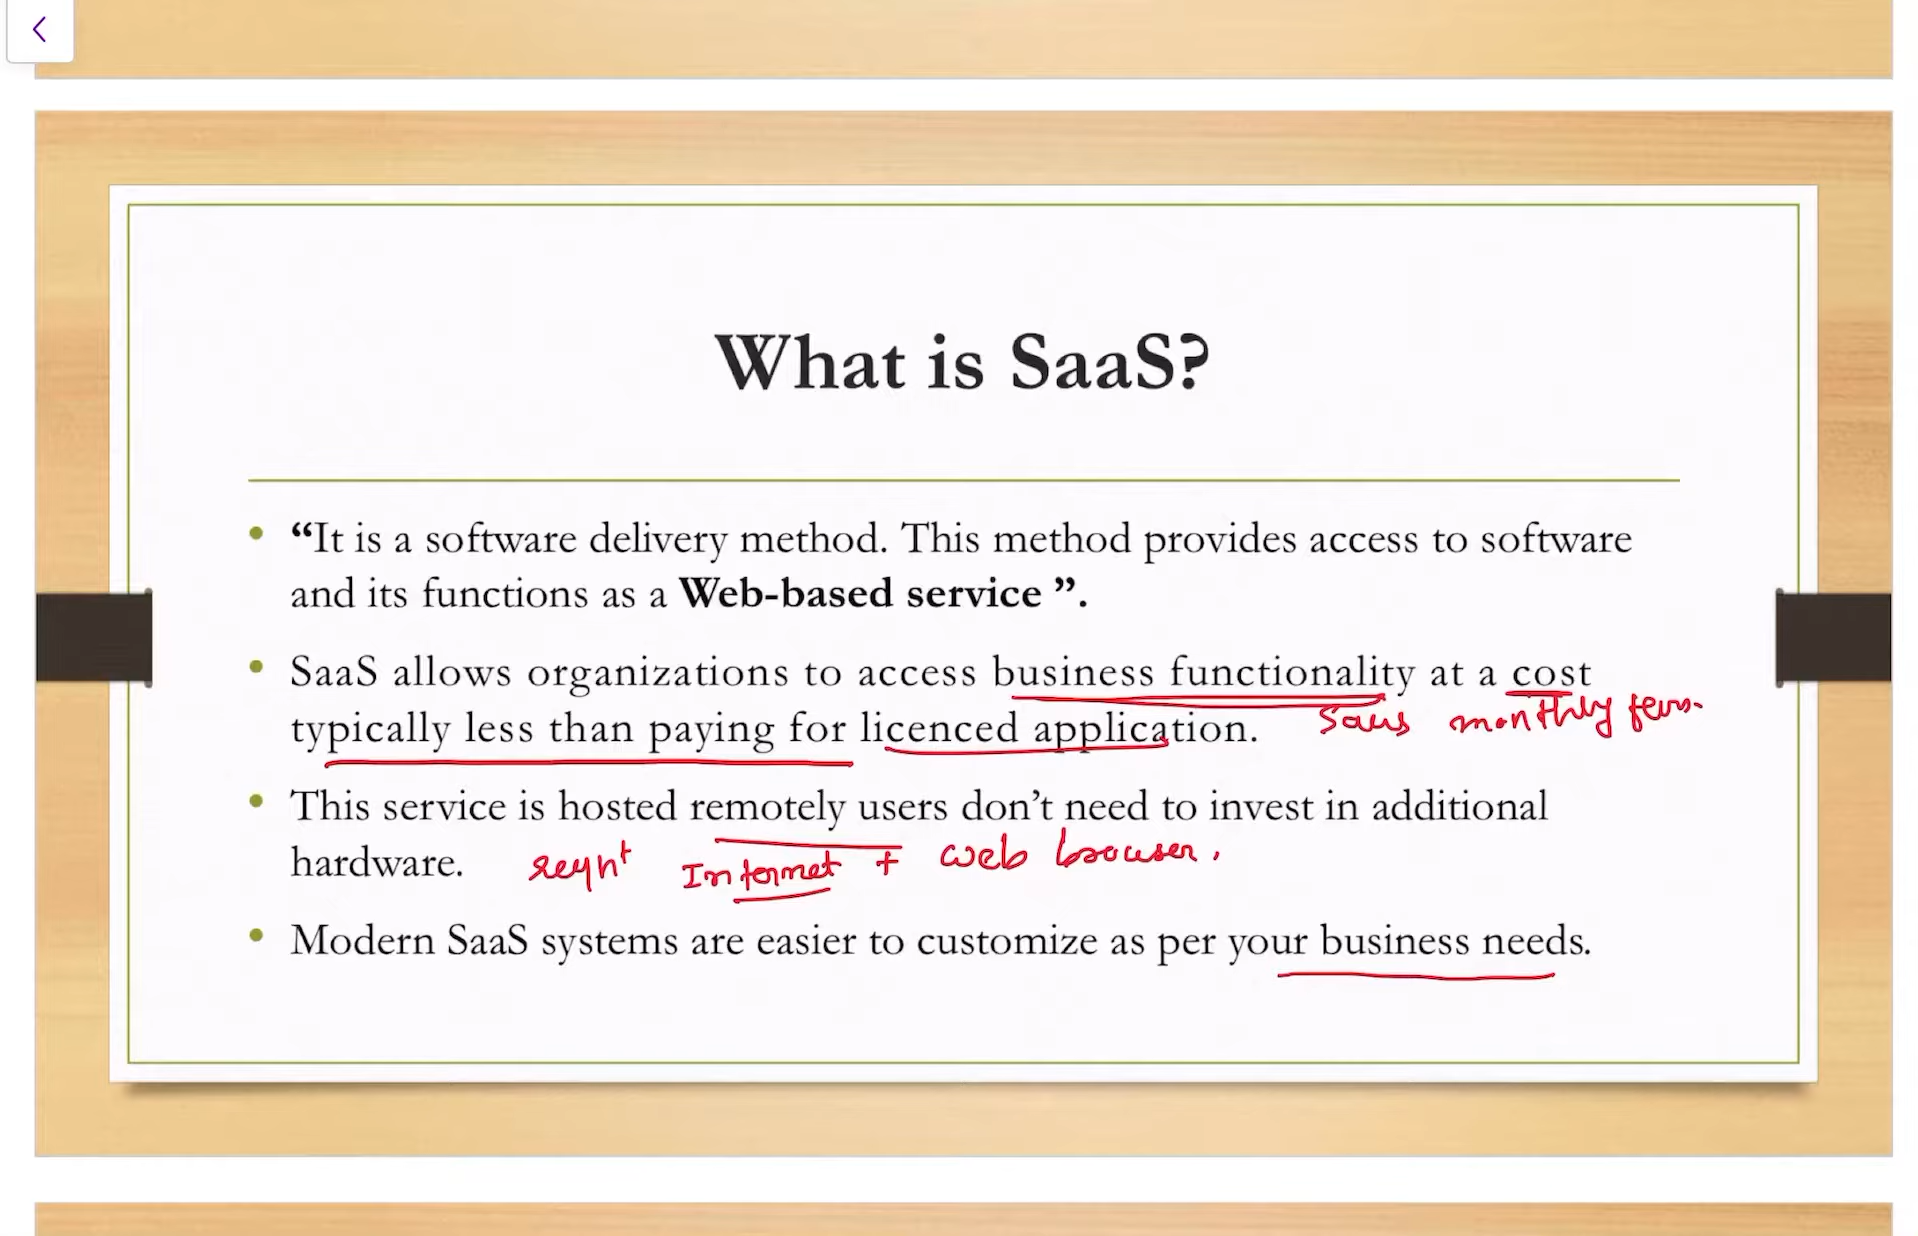 What is SaaS?
• “It is a software delivery method. This method provides access to software
and its functions as a Web-based service ”.
• SaaS allows organizations to access business functionality at a cost
typically less than paying for licenced application.
monthly
• This service is hosted remotely users don’t need to invest in additional
hardware.
Internet + web browser.
• Modern SaaS systems are easier to customize as per your business needs.